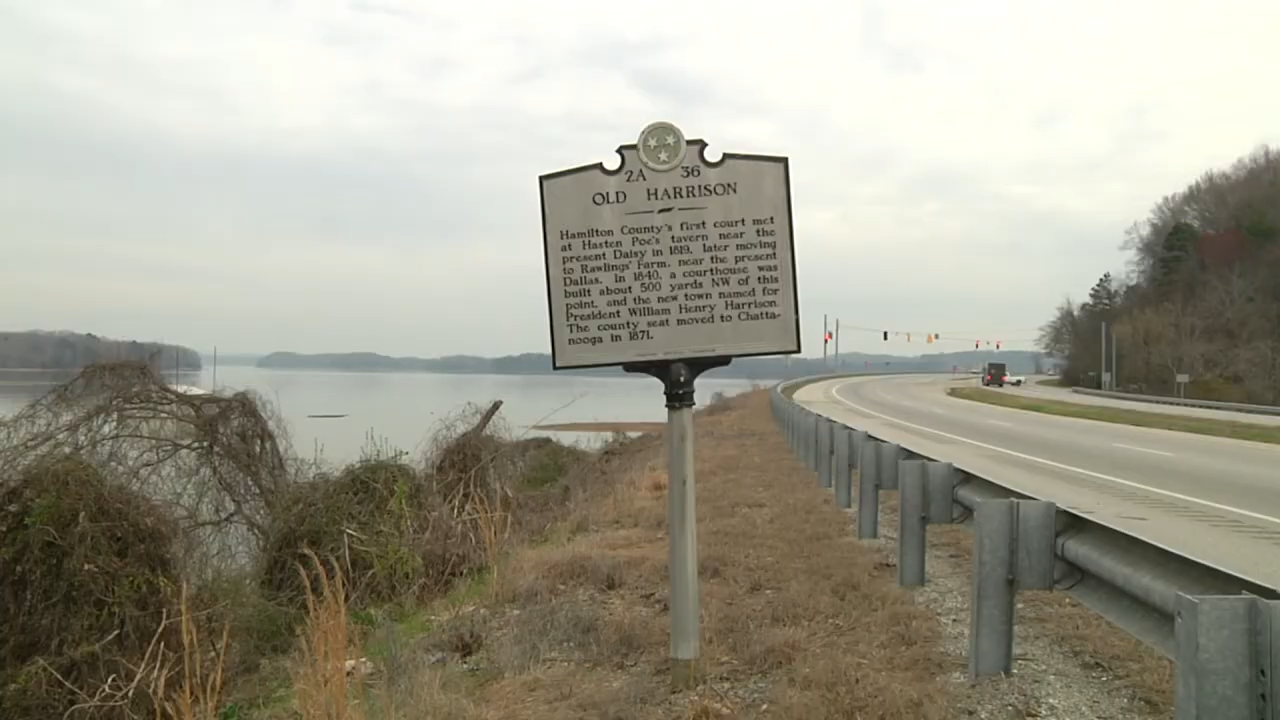 2A 36
OLD HARRISON
Hamilton County's first court met
at Hasten Poe's tavern near the
present Daisy in 1819, later moving
to Rawlings' Farm, near the present
Dallas. In 1840, a courthouse was
built about 500 yards NW of this
point, and the new town named for
President William Henry Harrison.
The county seat moved to Chatta-
nooga in 1871.